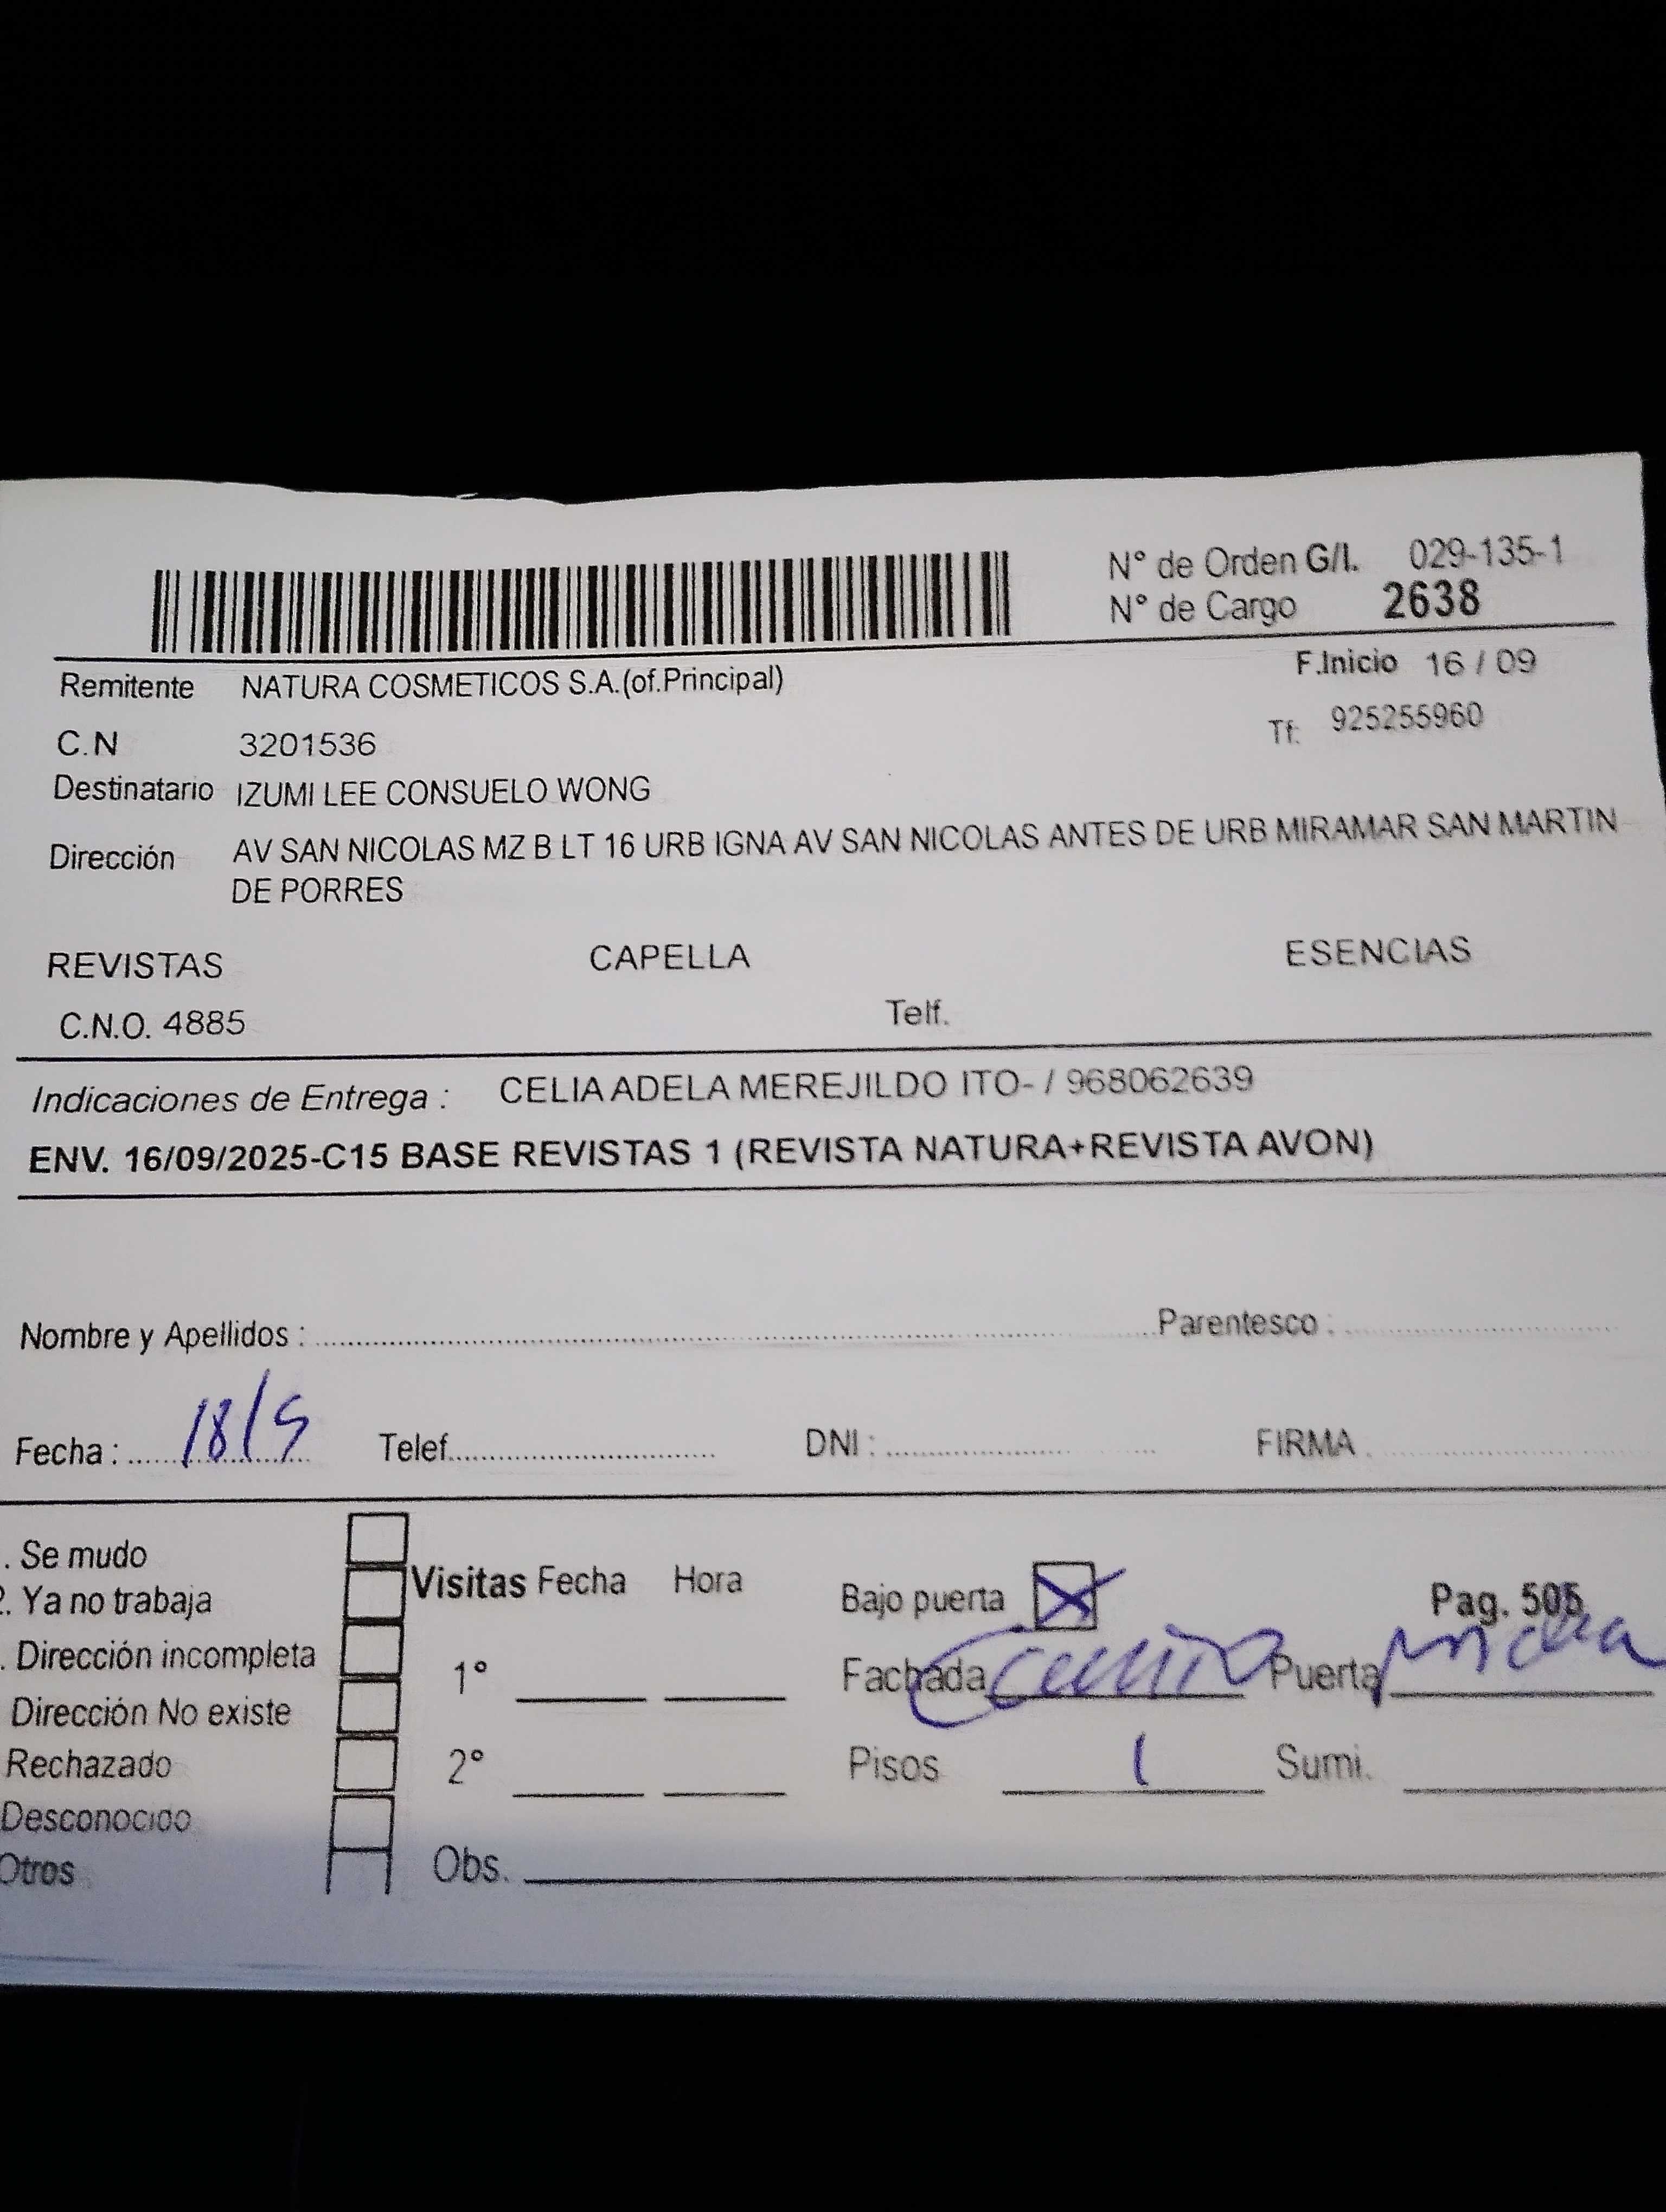 N° de Orden G/I. 029-135-1
N° de Cargo 2638
F.Inicio 16 / 09
Remitente NATURA COSMETICOS S.A.(of.Principal)
Tf: 925255960
C.N 3201536
Destinatario IZUMI LEE CONSUELO WONG
Dirección AV SAN NICOLAS MZ B LT 16 URB IGNA AV SAN NICOLAS ANTES DE URB MIRAMAR SAN MARTIN
DE PORRES
REVISTAS CAPELLA ESENCIAS
C.N.O. 4885 Telf.
Indicaciones de Entrega : CELIA ADELA MEREJILDO ITO- / 968062639
ENV. 16/09/2025-C15 BASE REVISTAS 1 (REVISTA NATURA+REVISTA AVON)
Nombre y Apellidos : Parentesco :
Fecha : 18/9 Telef. DNI : FIRMA
. Se mudo
2. Ya no trabaja
. Dirección incompleta
Dirección No existe
Rechazado
Desconocido
Otros
Visitas Fecha Hora
1°
2°
Obs.
Bajo puerta X Pag. 505
Fachada Puerta
Pisos 1 Sumi.